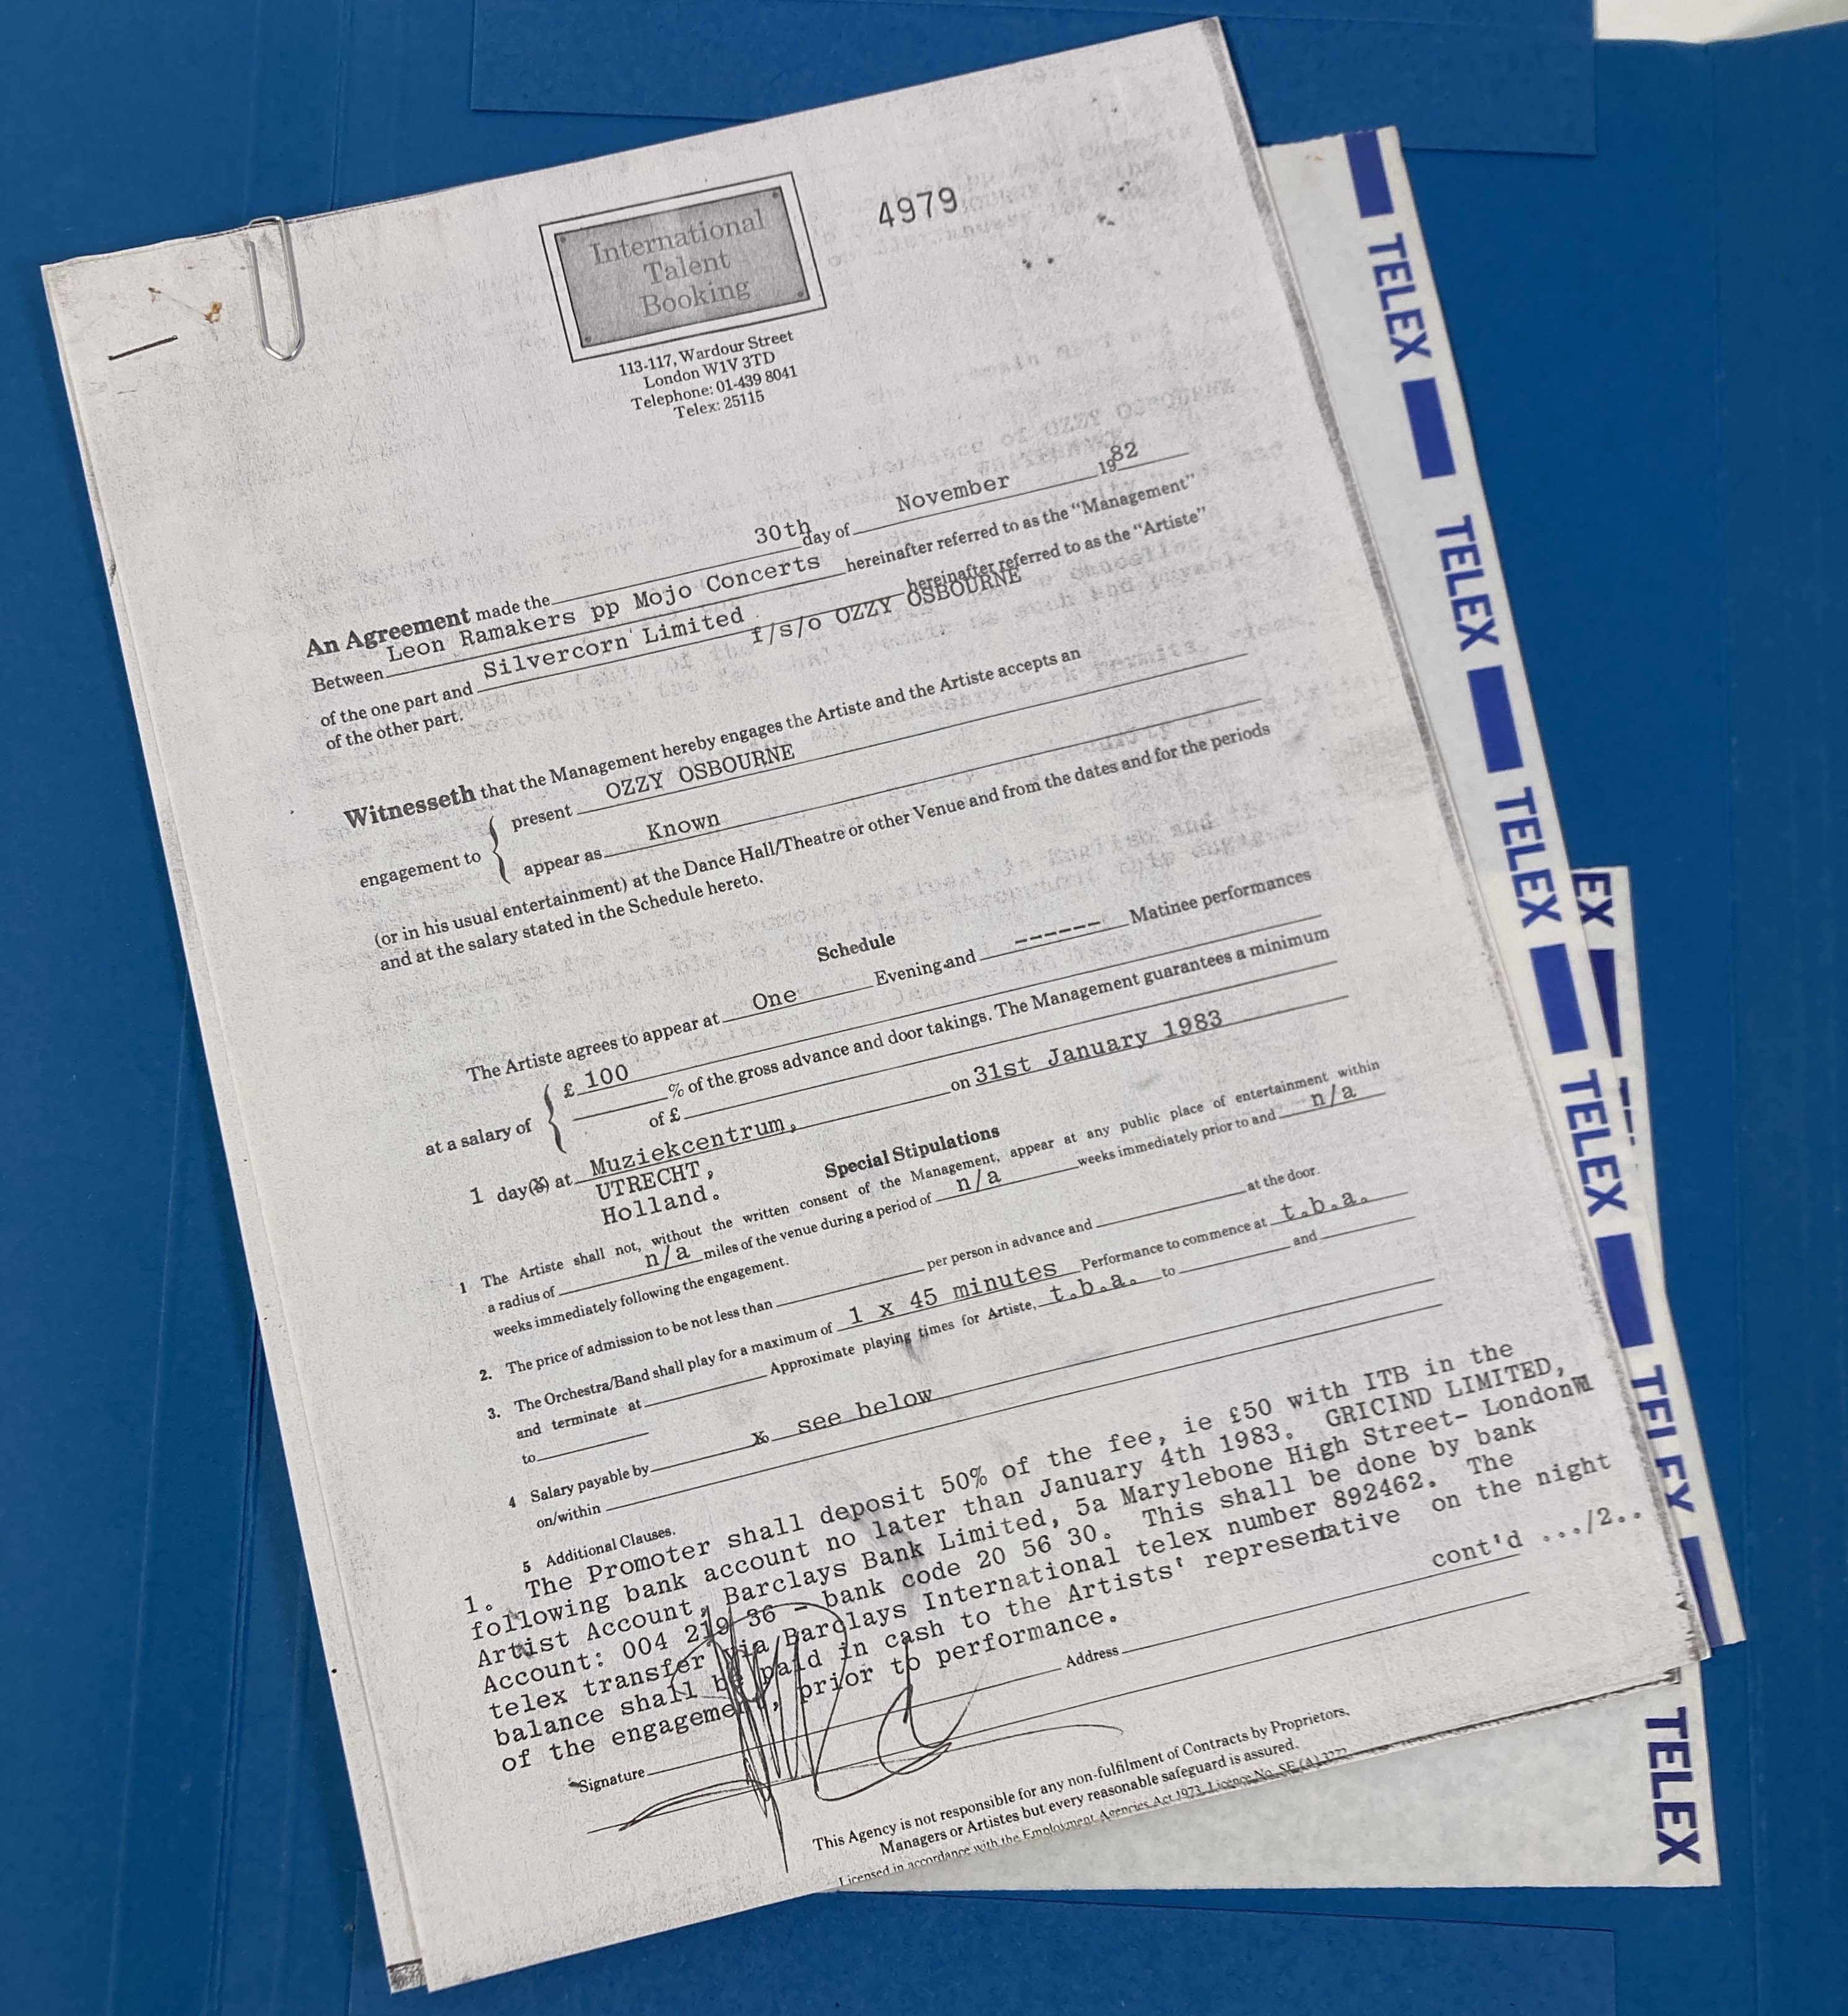 International
Talent
Booking
4979
113-117, Wardour Street
London W1V 3TD
Telephone: 01-439 8041
Telex: 25115
An Agreement made the 30th day of November 1982
Between Leon Ramakers pp Mojo Concerts hereinafter referred to as the “Management”
of the one part and Silvercorn Limited f/s/o OZZY OSBOURNE hereinafter referred to as the “Artiste”
of the other part.
Witnesseth that the Management hereby engages the Artiste and the Artiste accepts an
engagement to
present OZZY OSBOURNE
appear as Known
(or in his usual entertainment) at the Dance Hall/Theatre or other Venue and from the dates and for the periods
and at the salary stated in the Schedule hereto.
Schedule
The Artiste agrees to appear at One Evening and ------ Matinee performances
at a salary of
£ 100
% of the gross advance and door takings. The Management guarantees a minimum
of £
1 day(s) at Muziekcentrum, on 31st January 1983
UTRECHT,
Holland.
Special Stipulations
1 The Artiste shall not, without the written consent of the Management, appear at any public place of entertainment within
a radius of n/a miles of the venue during a period of n/a weeks immediately prior to and n/a
weeks immediately following the engagement.
2. The price of admission to be not less than per person in advance and at the door.
3. The Orchestra/Band shall play for a maximum of 1 x 45 minutes Performance to commence at t.b.a.
and terminate at Approximate playing times for Artiste, t.b.a. to and
to
4 Salary payable by x see below
on/within
5 Additional Clauses.
1. The Promoter shall deposit 50% of the fee, ie £50 with ITB in the
following bank account no later than January 4th 1983. GRICIND LIMITED,
Artist Account, Barclays Bank Limited, 5a Marylebone High Street- London W1
Account: 004 219 36 - bank code 20 56 30. This shall be done by bank
telex transfer via Barclays International telex number 892462. The
balance shall be paid in cash to the Artists' representative on the night
of the engagement, prior to performance.
cont'd .../2..
Signature Address
This Agency is not responsible for any non-fulfilment of Contracts by Proprietors,
Managers or Artistes but every reasonable safeguard is assured.
Licensed in accordance with the Employment Agencies Act 1973. Licence No. SE (A) 3272
TELEX
TELEX
TELEX
TELEX
TELEX
EX
TELEX